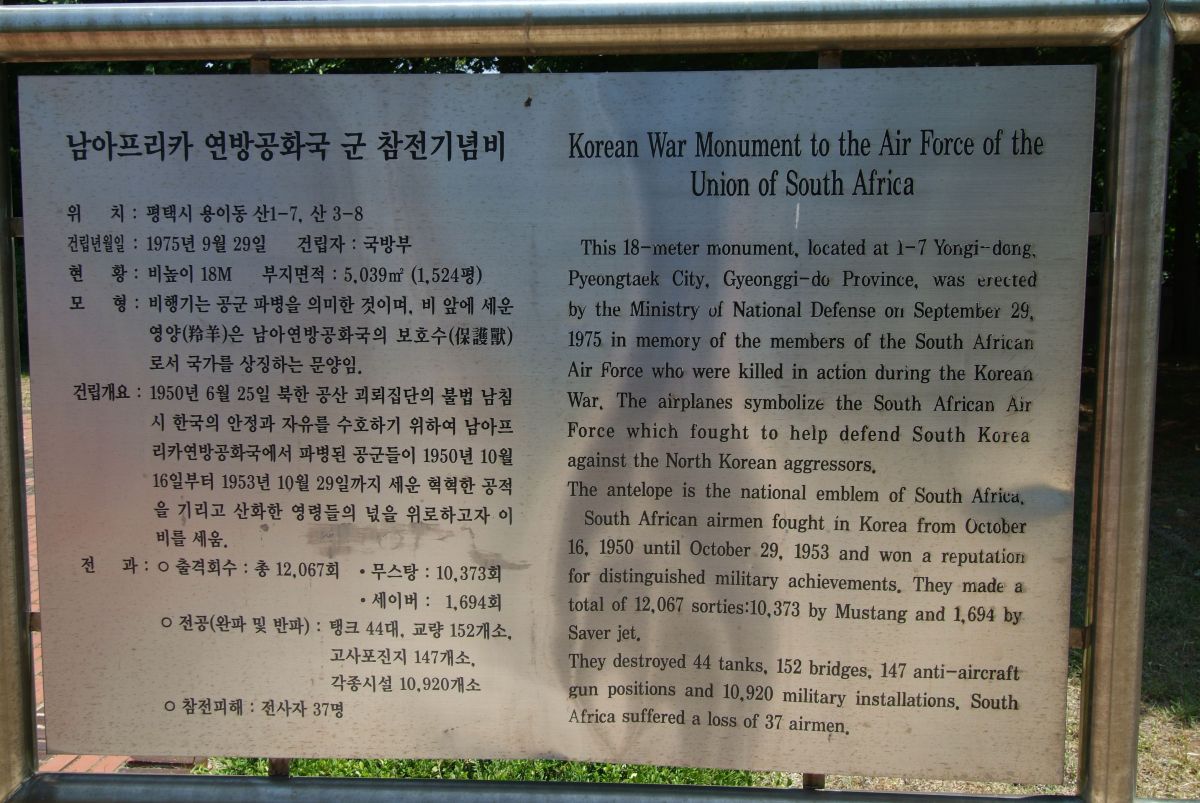 남아프리카 연방공화국 군 참전기념비
위 치 : 평택시 용이동 산1-7, 산 3-8
건립년월일 : 1975년 9월 29일 건립자 : 국방부
현 황 : 비높이 18M 부지면적 : 5,039㎡ (1,524평)
모 형 : 비행기는 공군 파병을 의미한 것이며, 비 앞에 세운
영양(羚羊)은 남아연방공화국의 보호수(保護獸)
로서 국가를 상징하는 문양임.
건립개요 : 1950년 6월 25일 북한 공산 괴뢰집단의 불법 남침
시 한국의 안정과 자유를 수호하기 위하여 남아프
리카연방공화국에서 파병된 공군들이 1950년 10월
16일부터 1953년 10월 29일까지 세운 혁혁한 공적
을 기리고 산화한 영령들의 넋을 위로하고자 이
비를 세움.
전 과 : ○ 출격회수 : 총 12,067회 • 무스탕 : 10,373회
• 세이버 : 1,694회
○ 전공(완파 및 반파) : 탱크 44대, 교량 152개소,
고사포진지 147개소,
각종시설 10,920개소
○ 참전피해 : 전사자 37명
Korean War Monument to the Air Force of the
Union of South Africa
This 18-meter monument, located at 1-7 Yongi-dong,
Pyeongtaek City, Gyeonggi-do Province, was erected
by the Ministry of National Defense on September 29,
1975 in memory of the members of the South African
Air Force who were killed in action during the Korean
War. The airplanes symbolize the South African Air
Force which fought to help defend South Korea
against the North Korean aggressors.
The antelope is the national emblem of South Africa.
South African airmen fought in Korea from October
16, 1950 until October 29, 1953 and won a reputation
for distinguished military achievements. They made a
total of 12,067 sorties:10,373 by Mustang and 1,694 by
Saver jet.
They destroyed 44 tanks, 152 bridges, 147 anti-aircraft
gun positions and 10,920 military installations. South
Africa suffered a loss of 37 airmen.